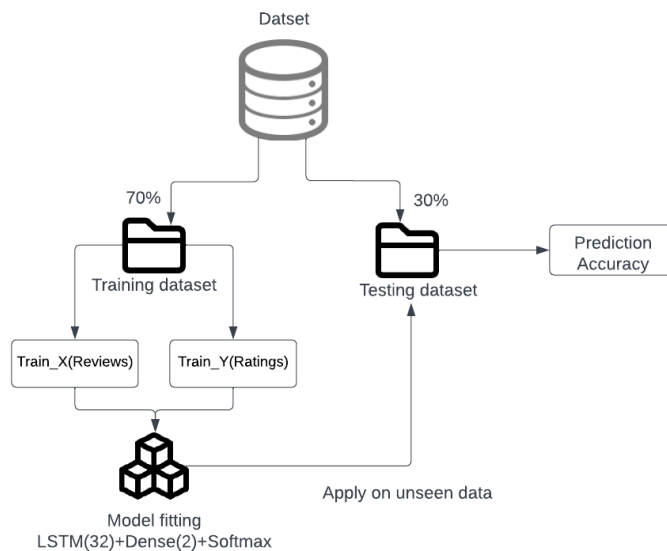 Datset
70%
30%
Training dataset
Testing dataset
Prediction
Accuracy
Train_X(Reviews)
Train_Y(Ratings)
Apply on unseen data
Model fitting
LSTM(32)+Dense(2)+Softmax